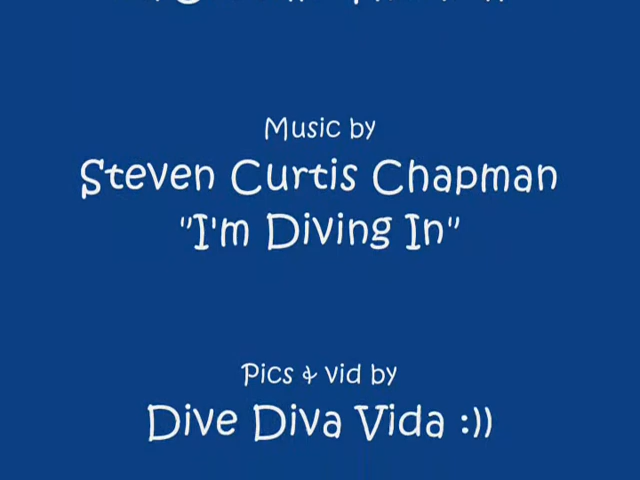 Music by
Steven Curtis Chapman
"I'm Diving In"
Pics & vid by
Dive Diva Vida :))